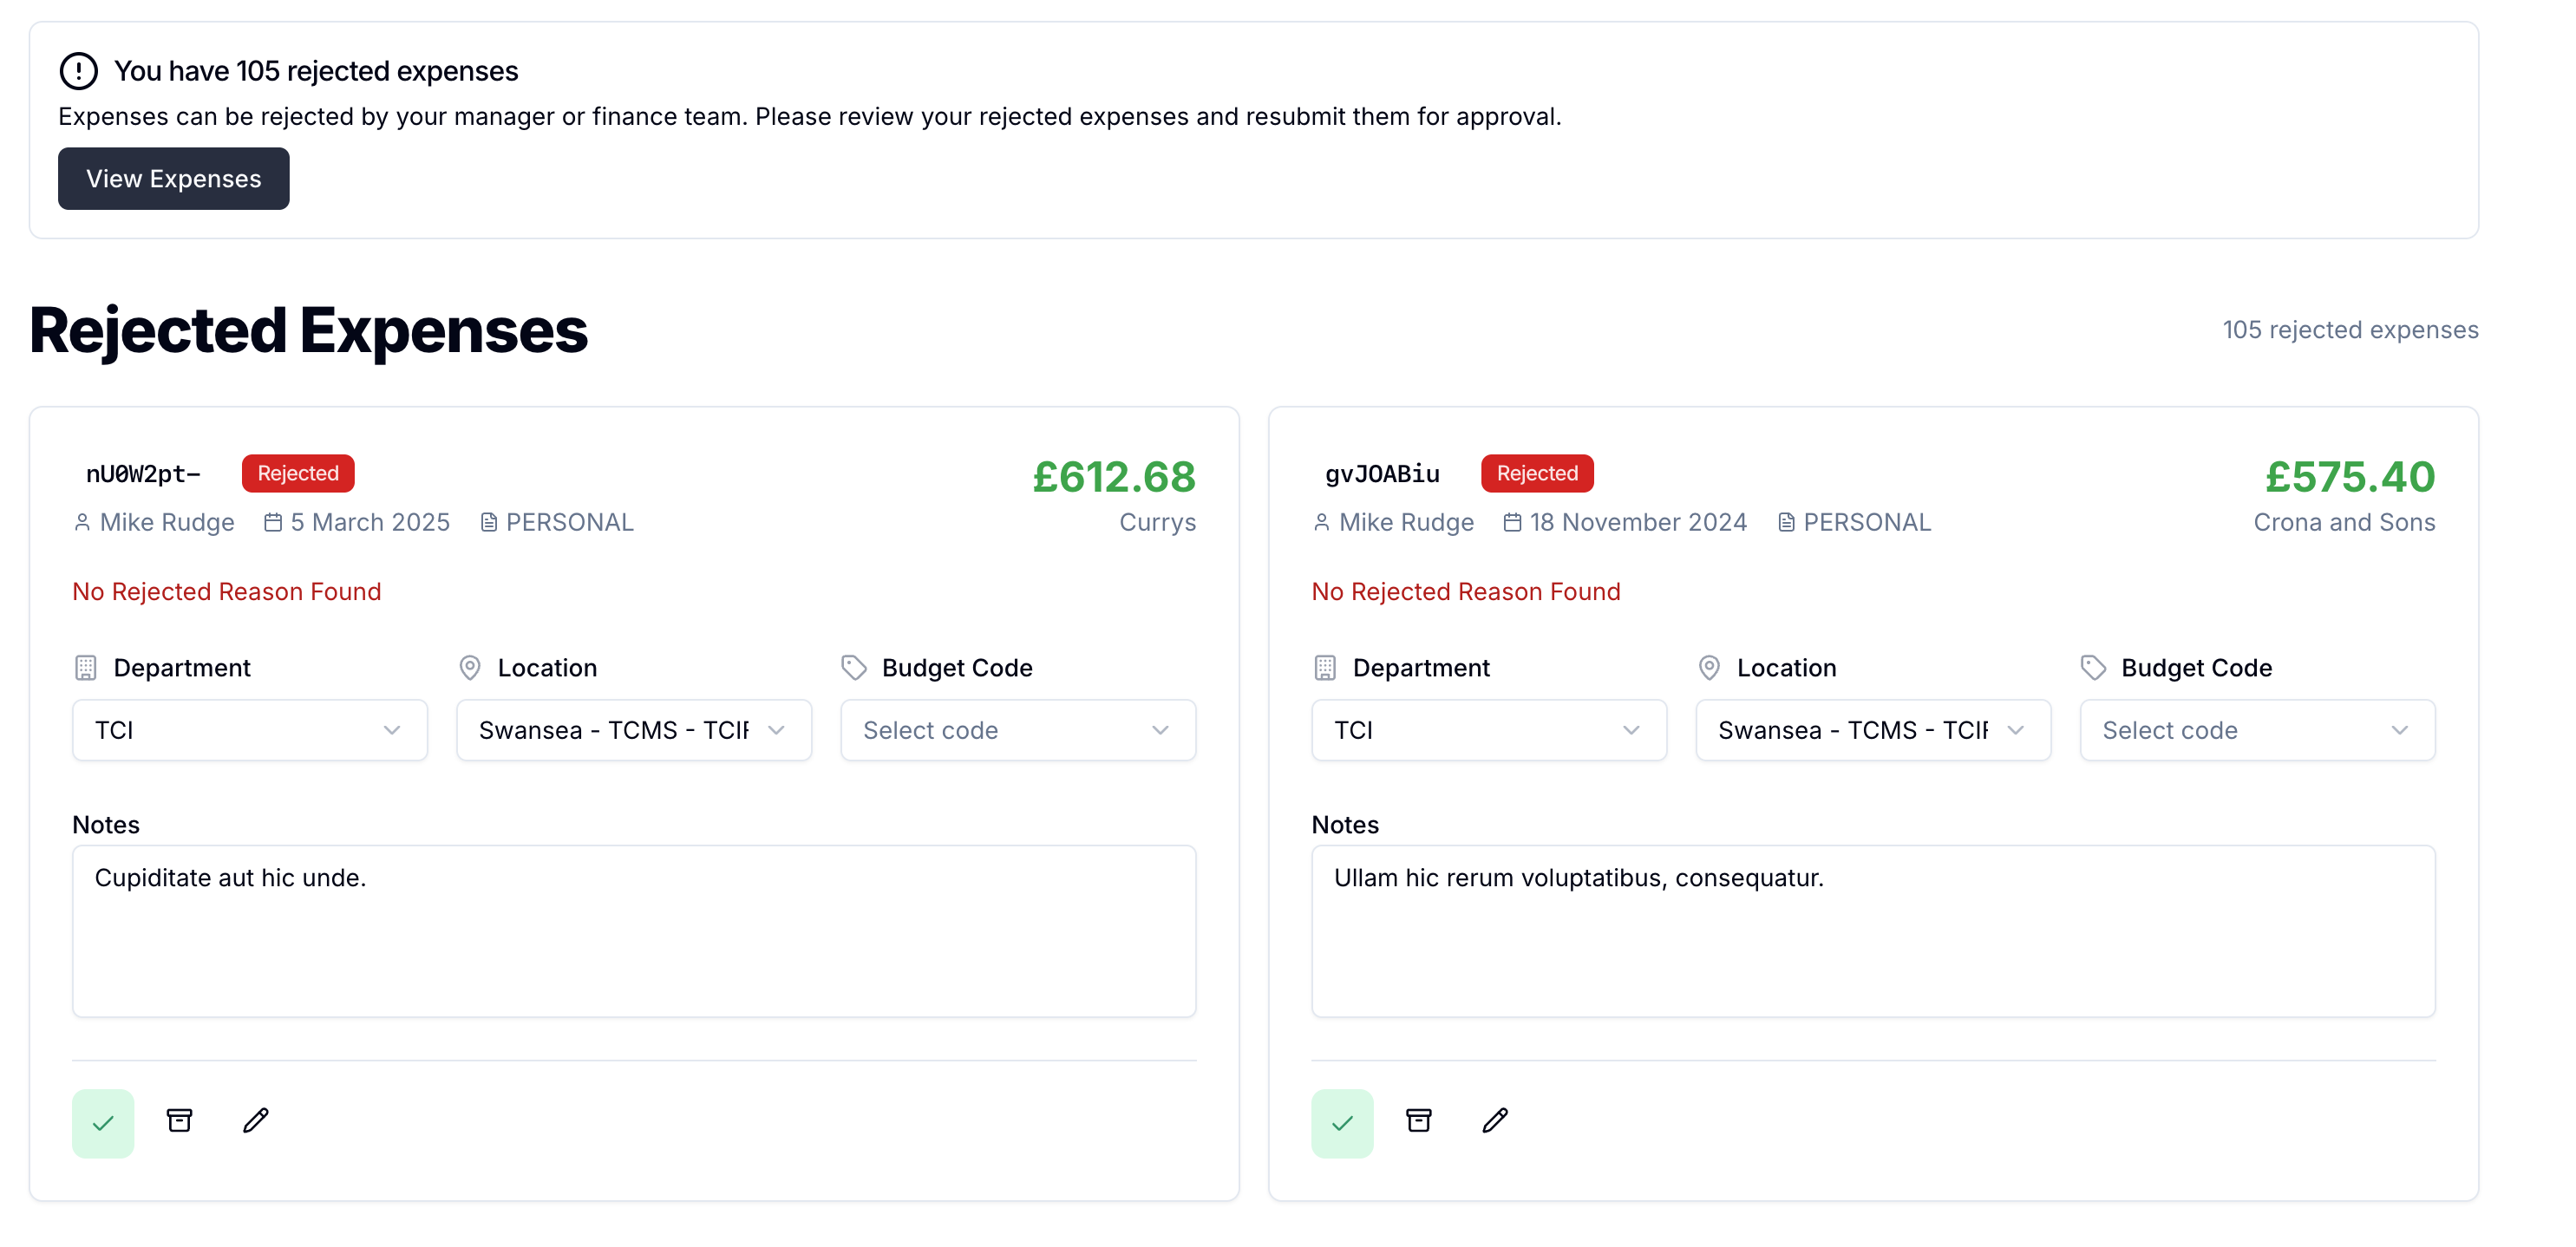 You have 105 rejected expenses
Expenses can be rejected by your manager or finance team. Please review your rejected expenses and resubmit them for approval.
View Expenses
Rejected Expenses
105 rejected expenses
nU0W2pt-
Rejected
£612.68
Mike Rudge
5 March 2025
PERSONAL
Currys
No Rejected Reason Found
Department
Location
Budget Code
TCI
Swansea - TCMS - TCIF
Select code
Notes
Cupiditate aut hic unde.
gvJOABiu
Rejected
£575.40
Mike Rudge
18 November 2024
PERSONAL
Crona and Sons
No Rejected Reason Found
Department
Location
Budget Code
TCI
Swansea - TCMS - TCIF
Select code
Notes
Ullam hic rerum voluptatibus, consequatur.